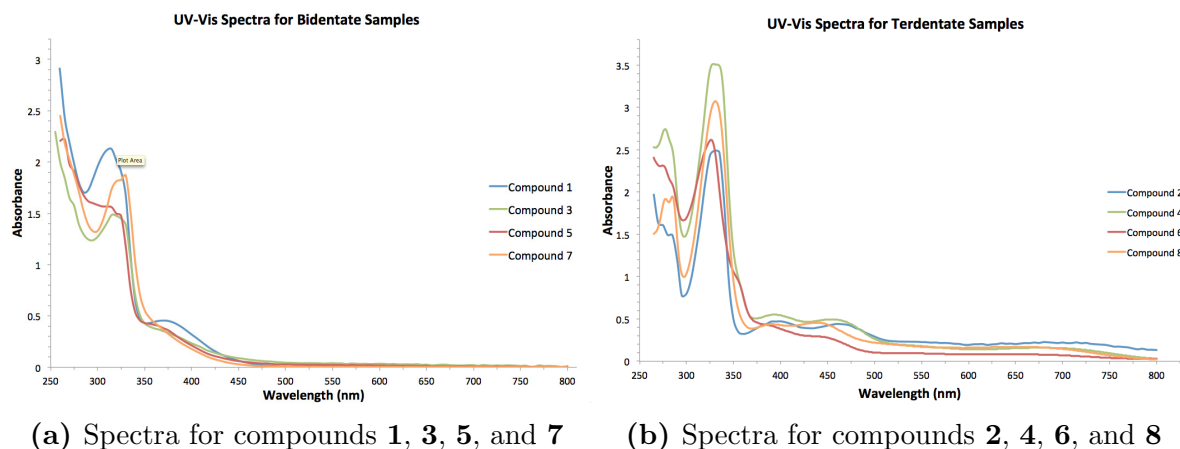 UV-Vis Spectra for Bidentate Samples
3
2.5
2
1.5
1
0.5
0
Absorbance
Plot Area
250 300 350 400 450 500 550 600 650 700 750 800
Wavelength (nm)
Compound 1
Compound 3
Compound 5
Compound 7
(a) Spectra for compounds 1, 3, 5, and 7
UV-Vis Spectra for Terdentate Samples
3.5
3
2.5
2
1.5
1
0.5
0
Absorbance
250 300 350 400 450 500 550 600 650 700 750 800
Wavelength (nm)
Compound 2
Compound 4
Compound 6
Compound 8
(b) Spectra for compounds 2, 4, 6, and 8